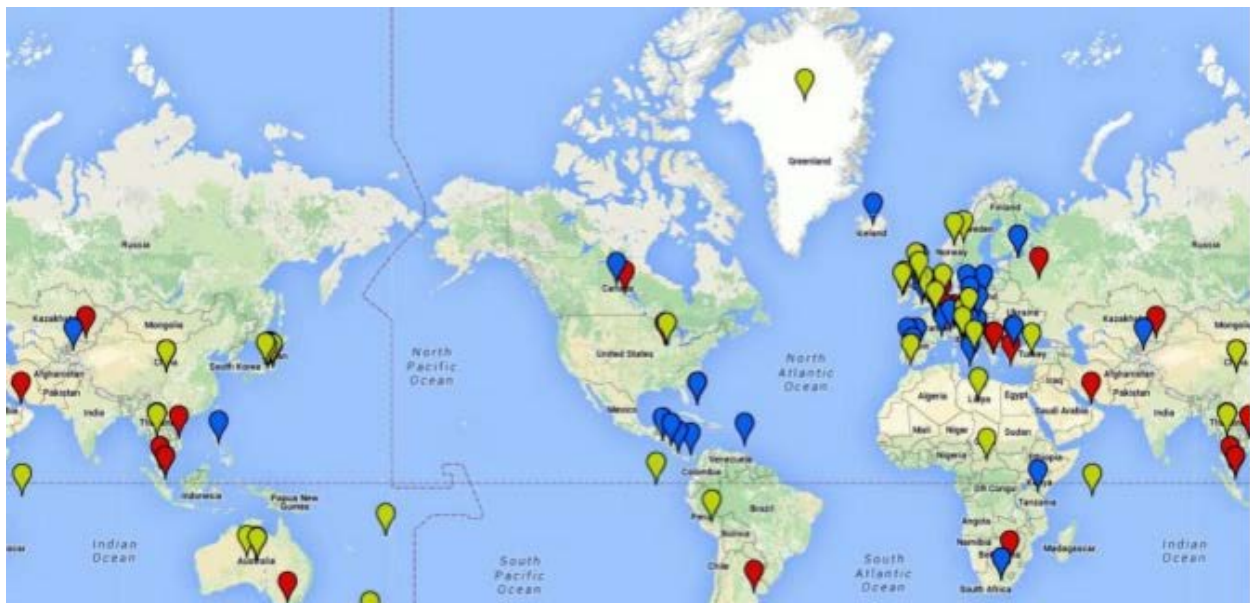 Greenland
Finland
Iceland
Russia
Russia
Norway
Kazakhstan
Mongolia
Ukraine
Kazakhstan
North
Pacific
Ocean
United States
North
Atlantic
Ocean
South Korea
Turkey
Afghanistan
Pakistan
Iraq
Afghanistan
Pakistan
India
Mexico
Algeria
Libya
Egypt
Saudi Arabia
India
Mali
Niger
Sudan
Venezuela
Colombia
Nigeria
Ethiopia
Indonesia
Papua New
Guinea
Brazil
DR Congo
Kenya
Tanzania
Peru
Bolivia
Angola
Indian
Ocean
Australia
South
Pacific
Ocean
Chile
South
Atlantic
Ocean
Namibia
Madagascar
Indian
Ocean
South Africa